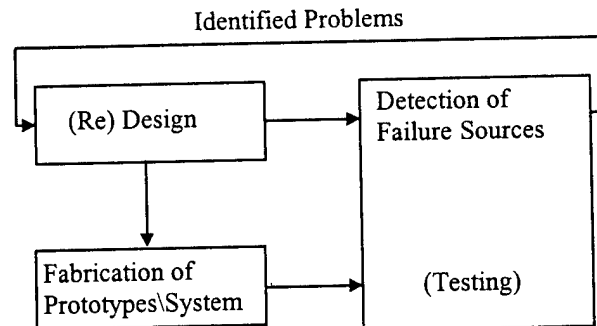 Identified Problems
(Re) Design
Detection of
Failure Sources
Fabrication of
Prototypes\System
(Testing)